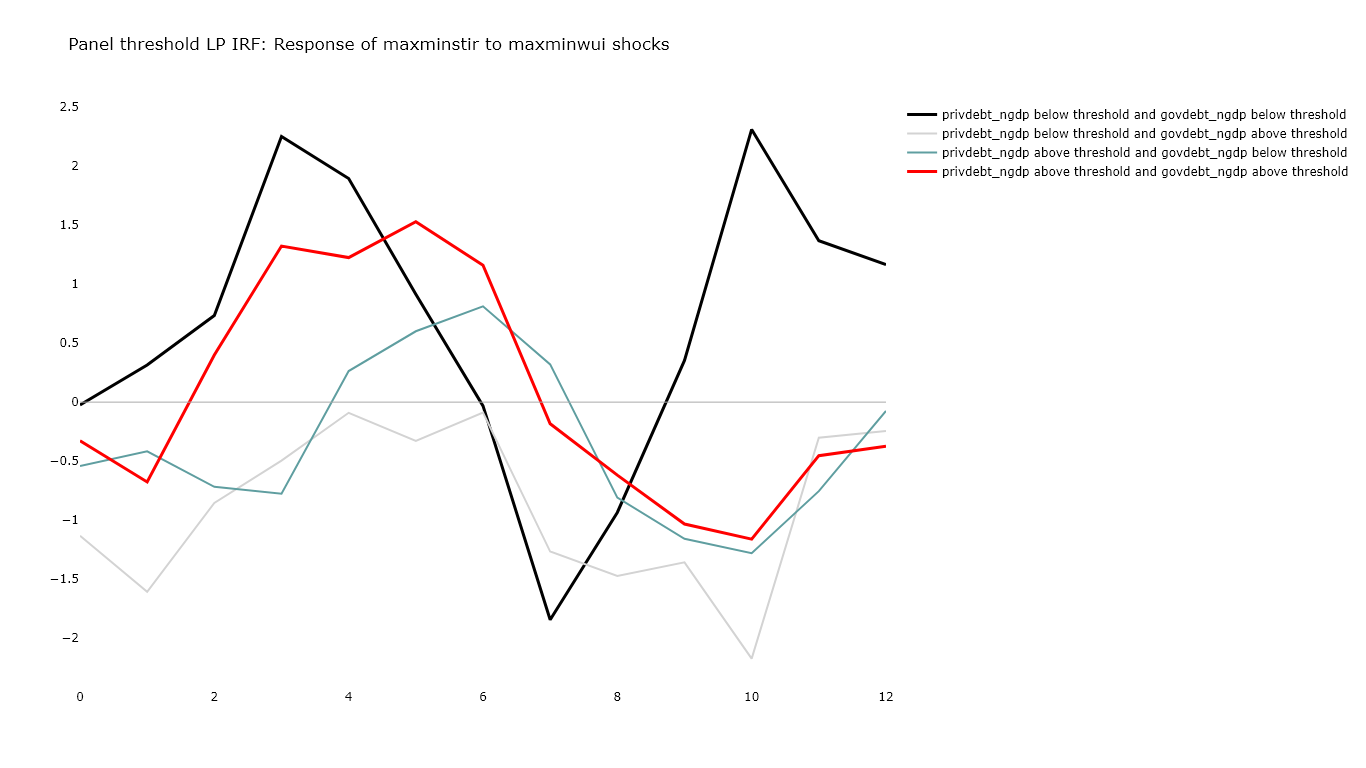 Panel threshold LP IRF: Response of maxminstir to maxminwui shocks
privdebt_ngdp below threshold and govdebt_ngdp below threshold
privdebt_ngdp below threshold and govdebt_ngdp above threshold
privdebt_ngdp above threshold and govdebt_ngdp below threshold
privdebt_ngdp above threshold and govdebt_ngdp above threshold
2.5
2
1.5
1
0.5
0
−0.5
−1
−1.5
−2
0 2 4 6 8 10 12